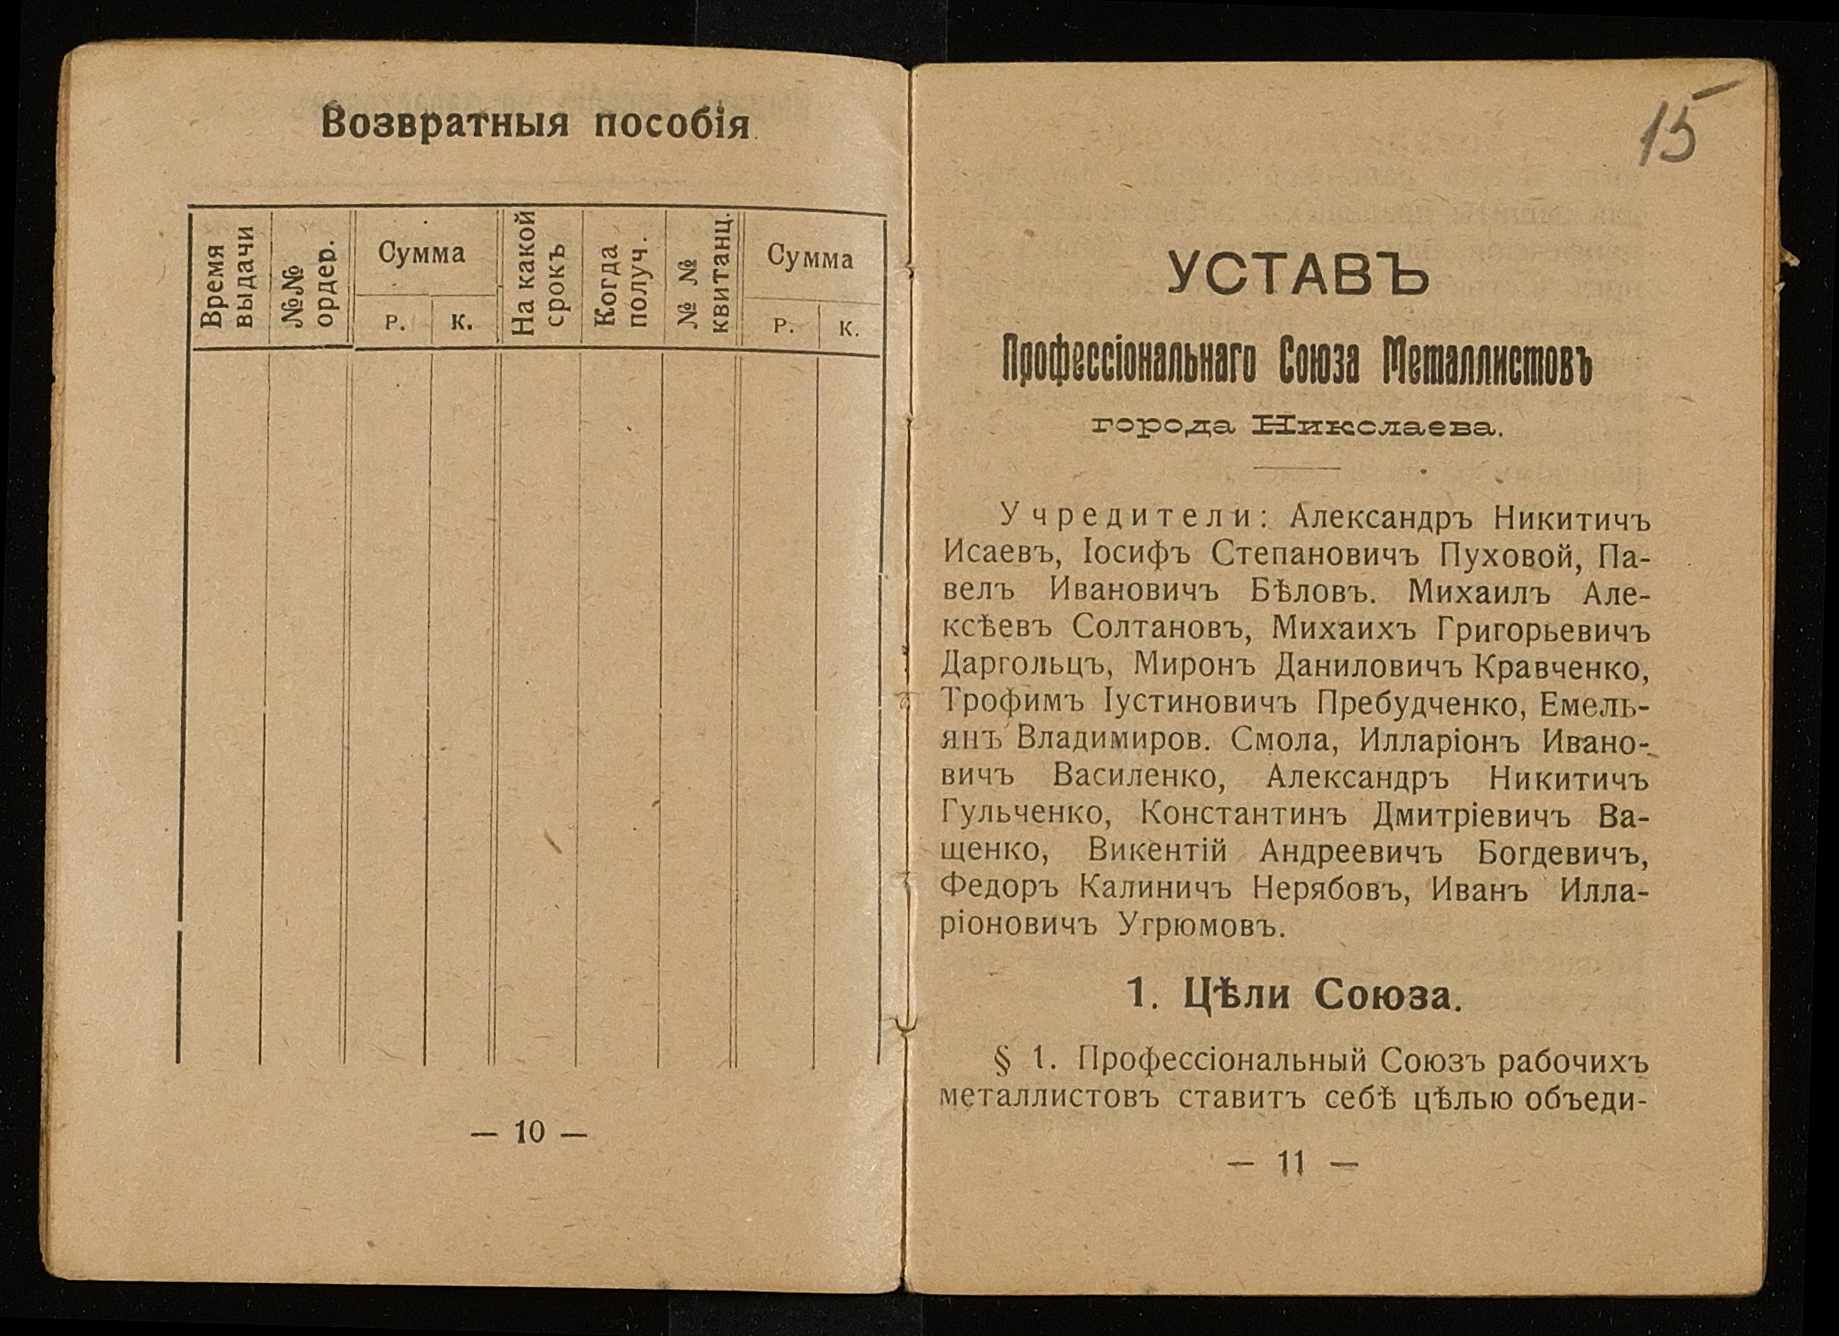 Возвратныя пособія
Время
выдачи
№№
ордер.
Сумма
Р.
К.
На какой
срокъ
Когда
получ.
№ №
квитанц.
Сумма
Р.
К.
— 10 —
15
УСТАВЪ
Профессіональнаго Союза Металлистовъ
города Николаева.
Учредители: Александръ Никитичъ
Исаевъ, Іосифъ Степановичъ Пуховой, Па-
велъ Ивановичъ Бѣловъ. Михаилъ Але-
ксѣевъ Солтановъ, Михаихъ Григорьевичъ
Даргольцъ, Миронъ Даниловичъ Кравченко,
Трофимъ Іустиновичъ Пребудченко, Емель-
янъ Владимиров. Смола, Илларіонъ Ивано-
вичъ Василенко, Александръ Никитичъ
Гульченко, Константинъ Дмитріевичъ Ва-
щенко, Викентій Андреевичъ Богдевичъ,
Федоръ Калиничъ Нерябовъ, Иванъ Илла-
ріоновичъ Угрюмовъ.
1. Цѣли Союза.
§ 1. Профессіональный Союзъ рабочихъ
металлистовъ ставитъ себѣ цѣлью объеди-
— 11 —